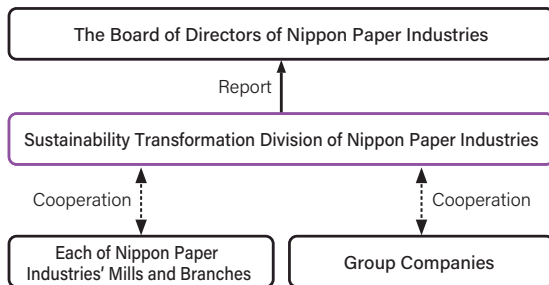 The Board of Directors of Nippon Paper Industries
Report
Sustainability Transformation Division of Nippon Paper Industries
Cooperation
Cooperation
Each of Nippon Paper
Industries’ Mills and Branches
Group Companies